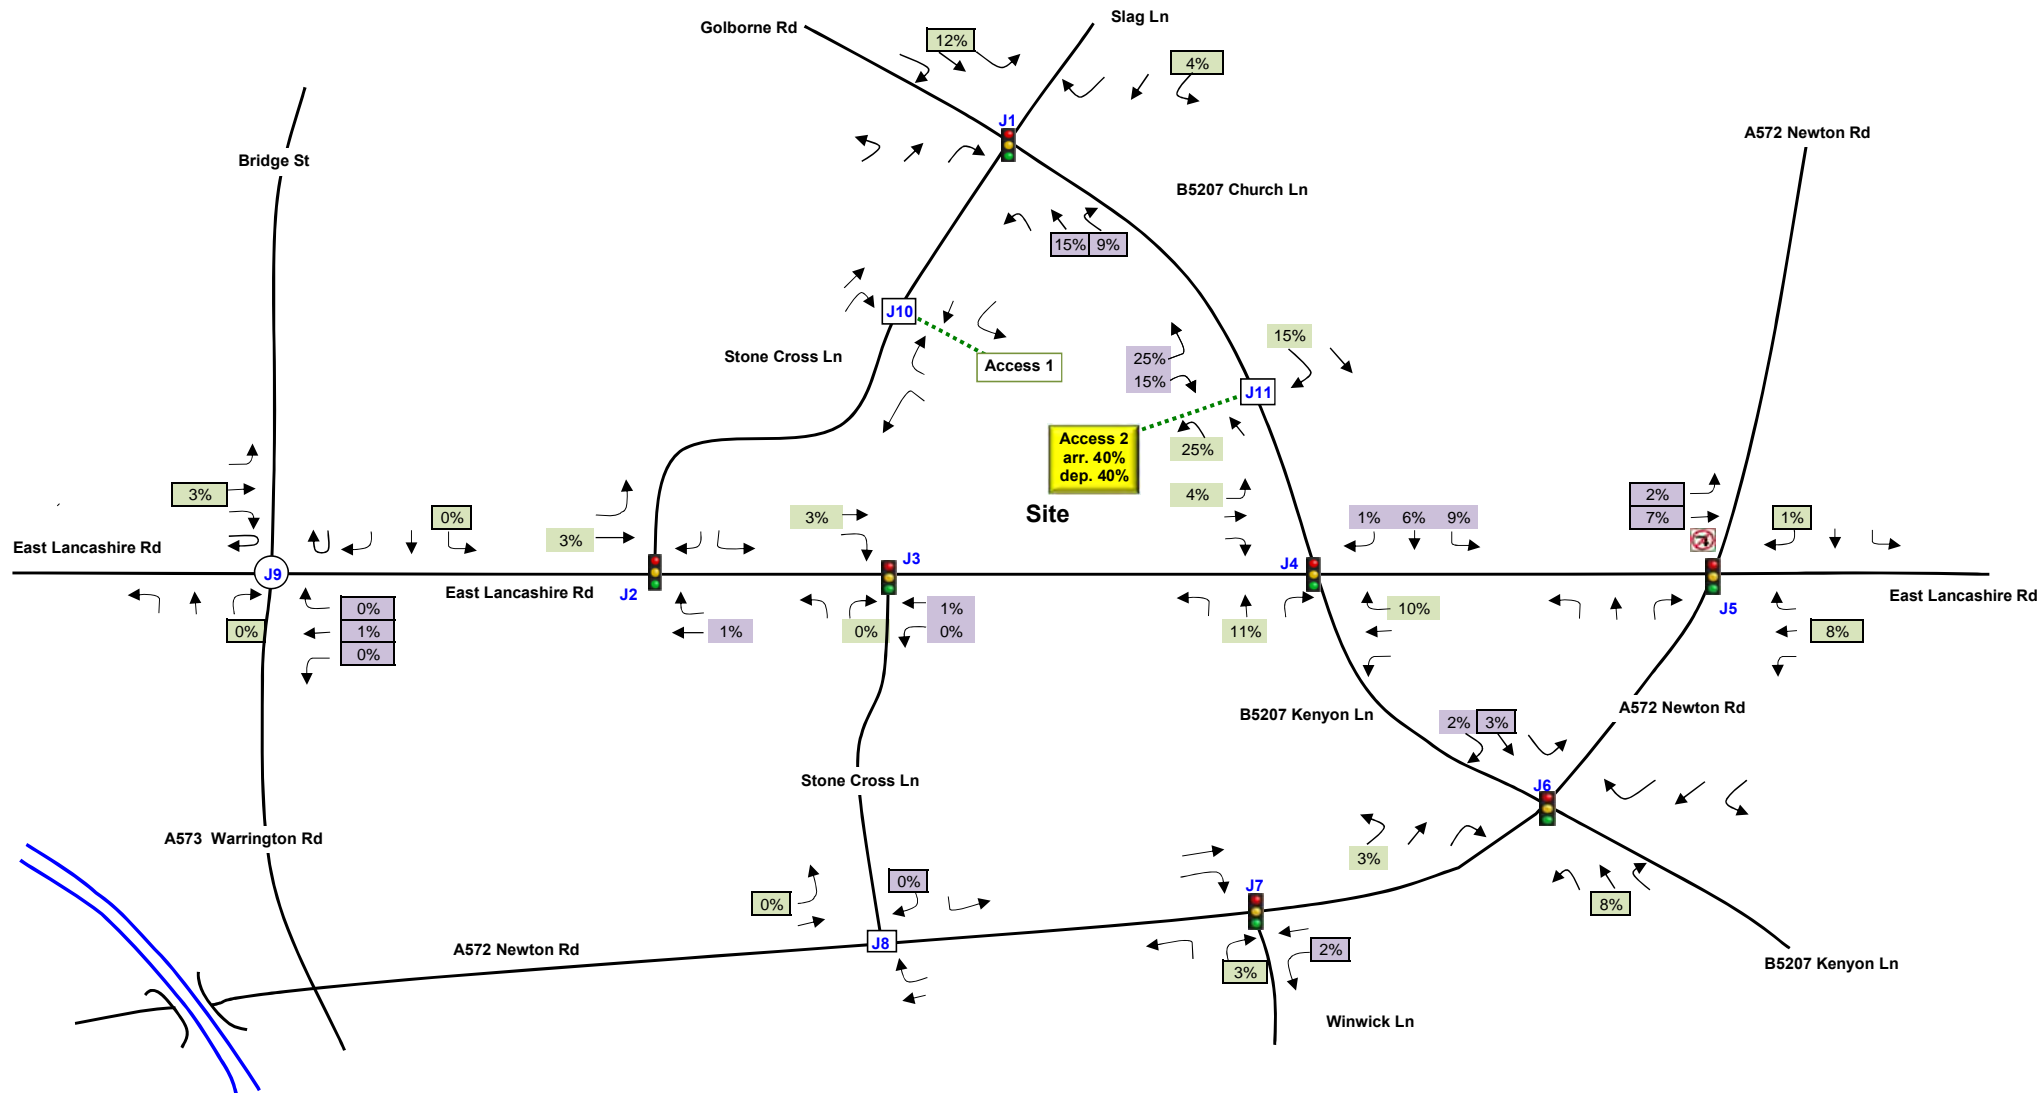 Golborne Rd
12%
Slag Ln
4%
J1
A572 Newton Rd
Bridge St
B5207 Church Ln
15% 9%
J10
Stone Cross Ln
Access 1
25%
15%
15%
J11
Access 2
arr. 40%
dep. 40%
25%
4%
Site
3%
0%
3%
3%
1% 6% 9%
2%
7%
1%
East Lancashire Rd
J9
East Lancashire Rd
J2
J3
J4
J5
East Lancashire Rd
0%
0%
1%
0%
1%
0%
1%
0%
11%
10%
8%
B5207 Kenyon Ln
A572 Newton Rd
2% 3%
Stone Cross Ln
J6
A573 Warrington Rd
3%
0%
0%
J7
8%
A572 Newton Rd
J8
3%
2%
B5207 Kenyon Ln
Winwick Ln